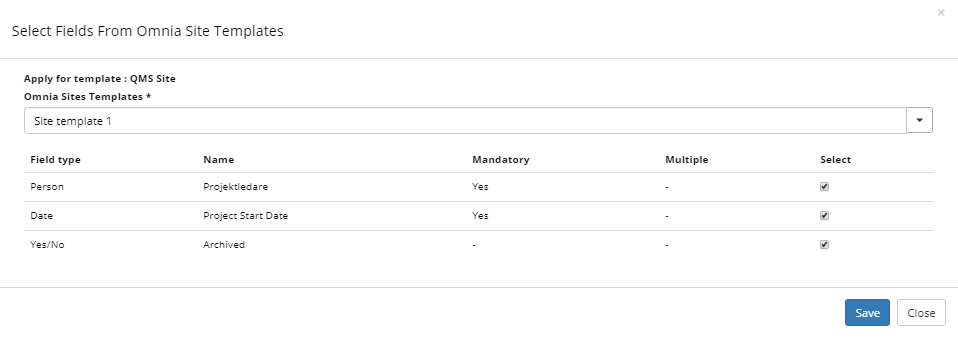 ×
Select Fields From Omnia Site Templates
Apply for template : QMS Site
Omnia Sites Templates *
Site template 1
Field type Name Mandatory Multiple Select
Person Projektledare Yes -
Date Project Start Date Yes -
Yes/No Archived - -
Save Close